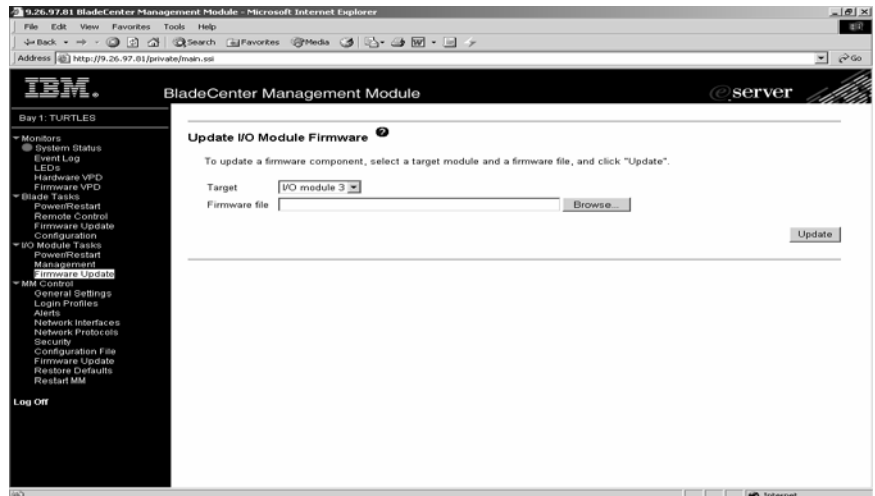 9.26.97.81 BladeCenter Management Module - Microsoft Internet Explorer
File Edit View Favorites Tools Help
Back Search Favorites Media
Address http://9.26.97.81/private/main.ssi Go
IBM. BladeCenter Management Module @server
Bay 1: TURTLES
Monitors
System Status
Event Log
LEDs
Hardware VPD
Firmware VPD
Blade Tasks
Power/Restart
Remote Control
Firmware Update
Configuration
I/O Module Tasks
Power/Restart
Management
Firmware Update
MM Control
General Settings
Login Profiles
Alerts
Network Interfaces
Network Protocols
Security
Configuration File
Firmware Update
Restore Defaults
Restart MM
Log Off
Update I/O Module Firmware ?
To update a firmware component, select a target module and a firmware file, and click "Update".
Target I/O module 3
Firmware file Browse...
Update
Internet